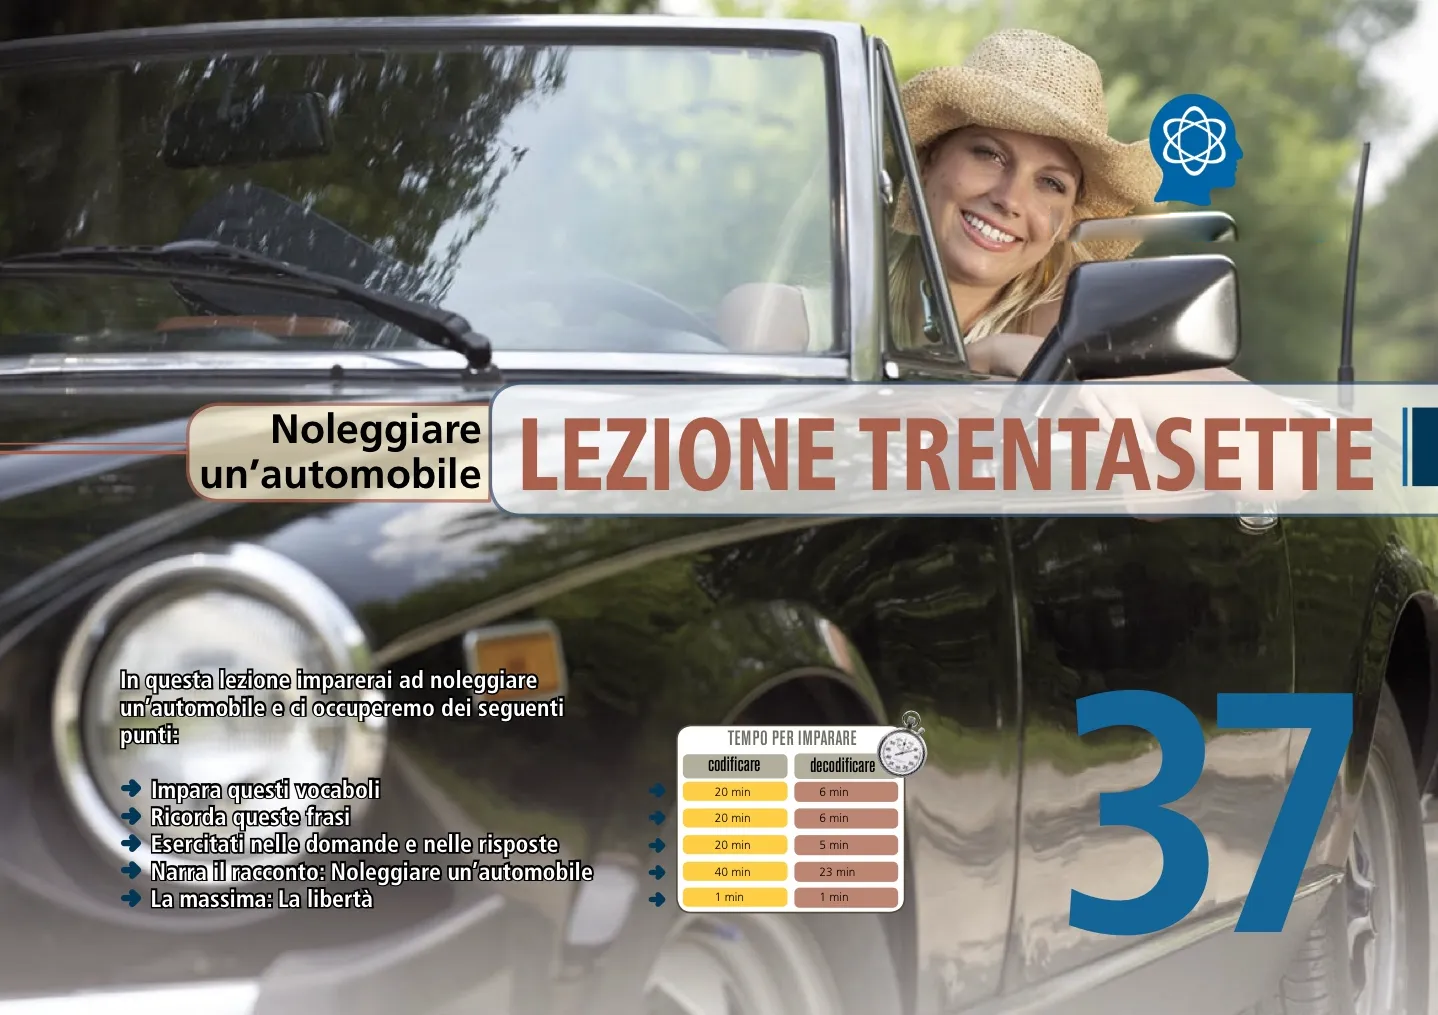 Noleggiare
un'automobile
LEZIONE TRENTASETTE
In questa lezione imparerai ad noleggiare
un'automobile e ci occuperemo dei seguenti
punti:
Impara questi vocaboli
Ricorda queste frasi
Esercitati nelle domande e nelle risposte
Narra il racconto: Noleggiare un'automobile
La massima: La libertà
TEMPO PER IMPARARE
codificare decodificare
20 min 6 min
20 min 6 min
20 min 5 min
40 min 23 min
1 min 1 min
37